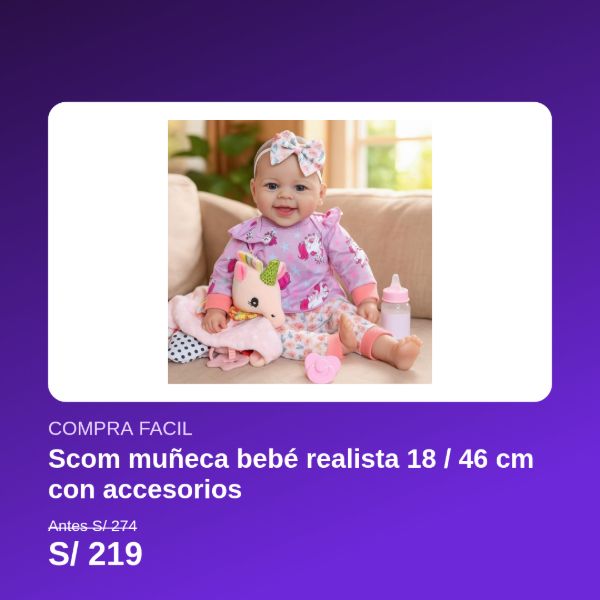 COMPRA FACIL
Scom muñeca bebé realista 18 / 46 cm
con accesorios
Antes S/ 274
S/ 219